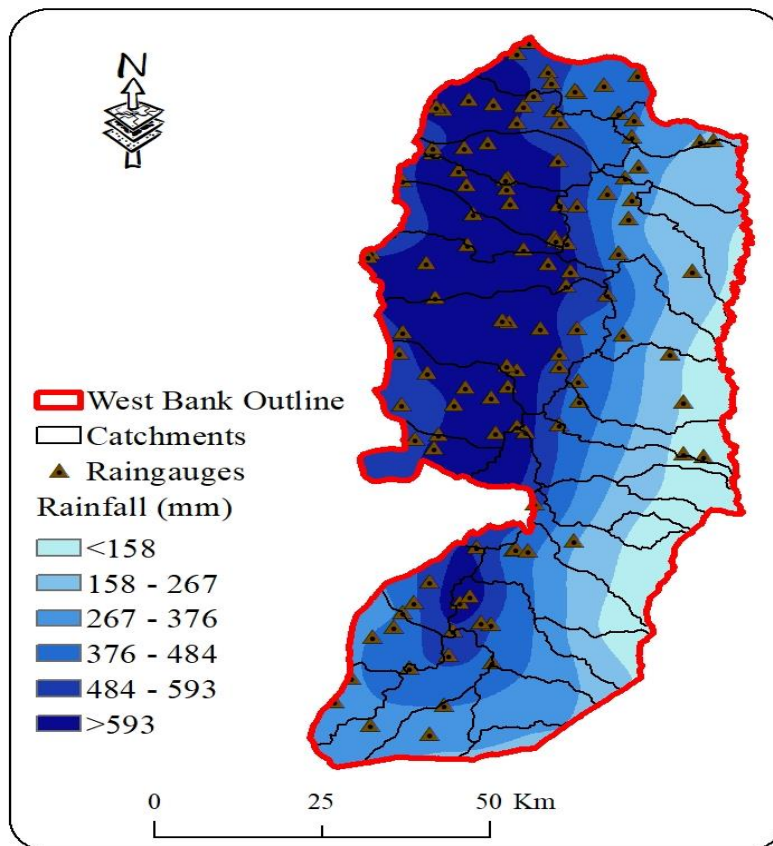 N
West Bank Outline
Catchments
Raingauges
Rainfall (mm)
<158
158 - 267
267 - 376
376 - 484
484 - 593
>593
0 25 50 Km